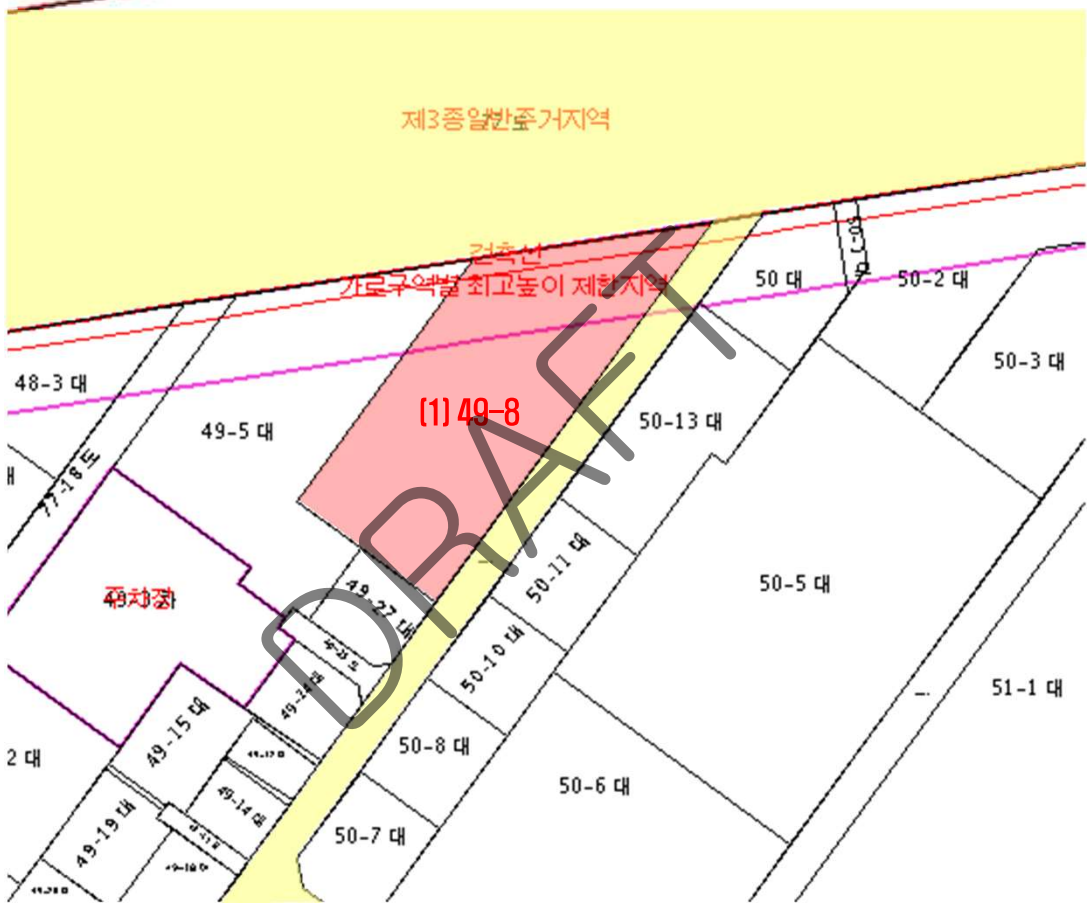 제3종일반주거지역
건축선
가로구역별 최고높이 제한지역
50 대
50-2 대
50-3 대
48-3 대
49-5 대
(1) 49-8
50-13 대
77-18 도
주차장
49-27 대
50-11 대
50-5 대
50-10 대
51-1 대
49-24 대
49-15 대
2 대
50-8 대
50-6 대
49-14 대
49-19 대
50-7 대
DRAFT